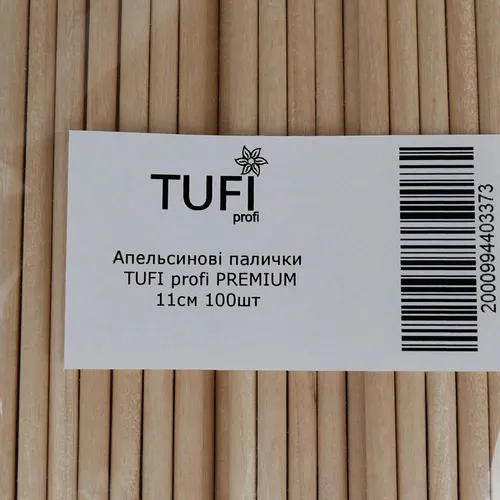 TUFI
profi
Апельсинові палички
TUFI profi PREMIUM
11см 100шт
2000994403373